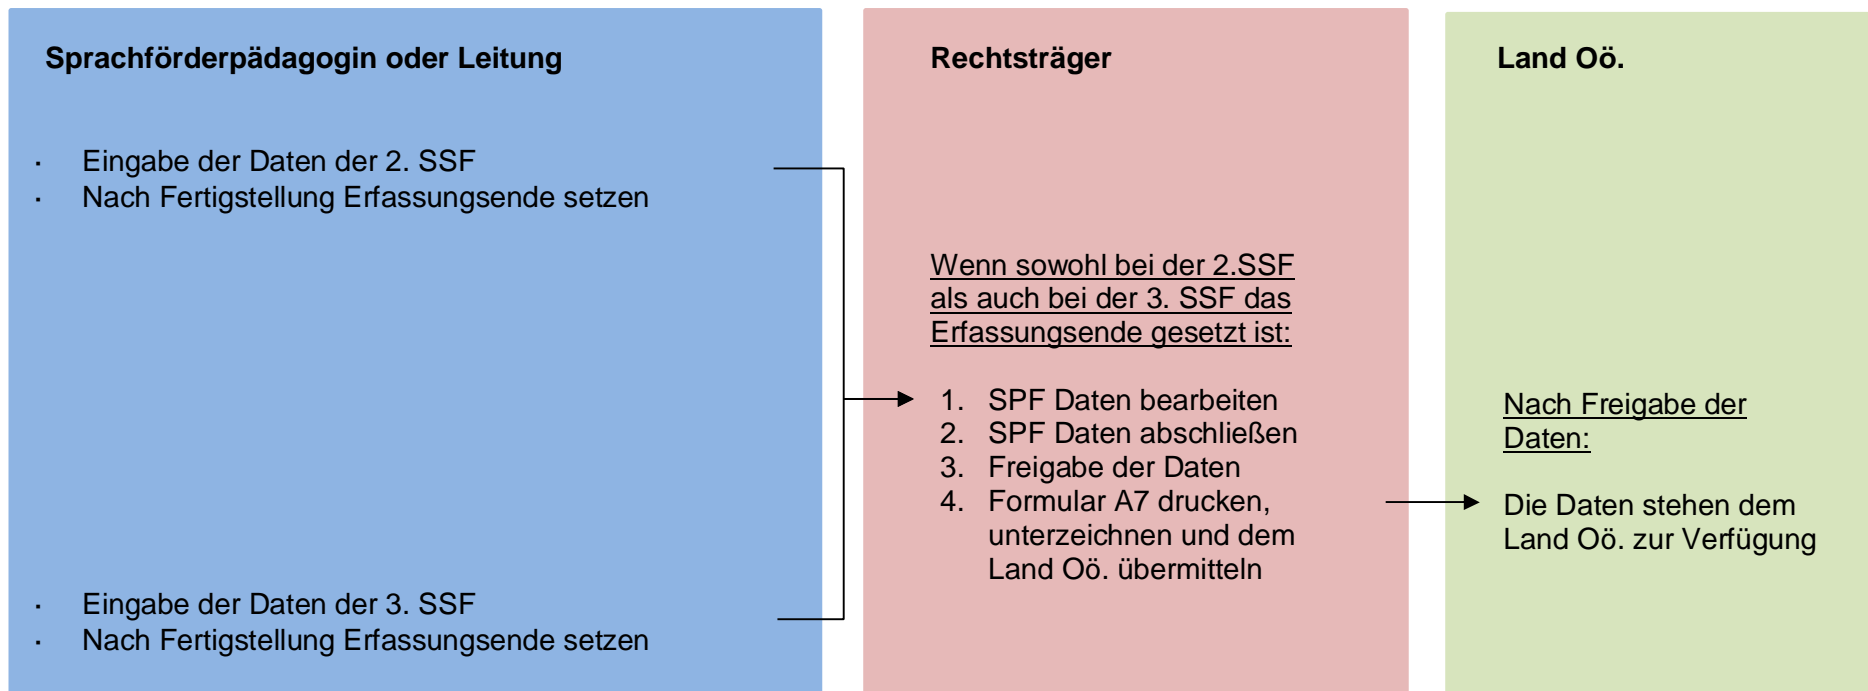 Sprachförderpädagogin oder Leitung
· Eingabe der Daten der 2. SSF
· Nach Fertigstellung Erfassungsende setzen
· Eingabe der Daten der 3. SSF
· Nach Fertigstellung Erfassungsende setzen
Rechtsträger
Wenn sowohl bei der 2.SSF
als auch bei der 3. SSF das
Erfassungsende gesetzt ist:
1. SPF Daten bearbeiten
2. SPF Daten abschließen
3. Freigabe der Daten
4. Formular A7 drucken,
unterzeichnen und dem
Land Oö. übermitteln
Land Oö.
Nach Freigabe der
Daten:
Die Daten stehen dem
Land Oö. zur Verfügung